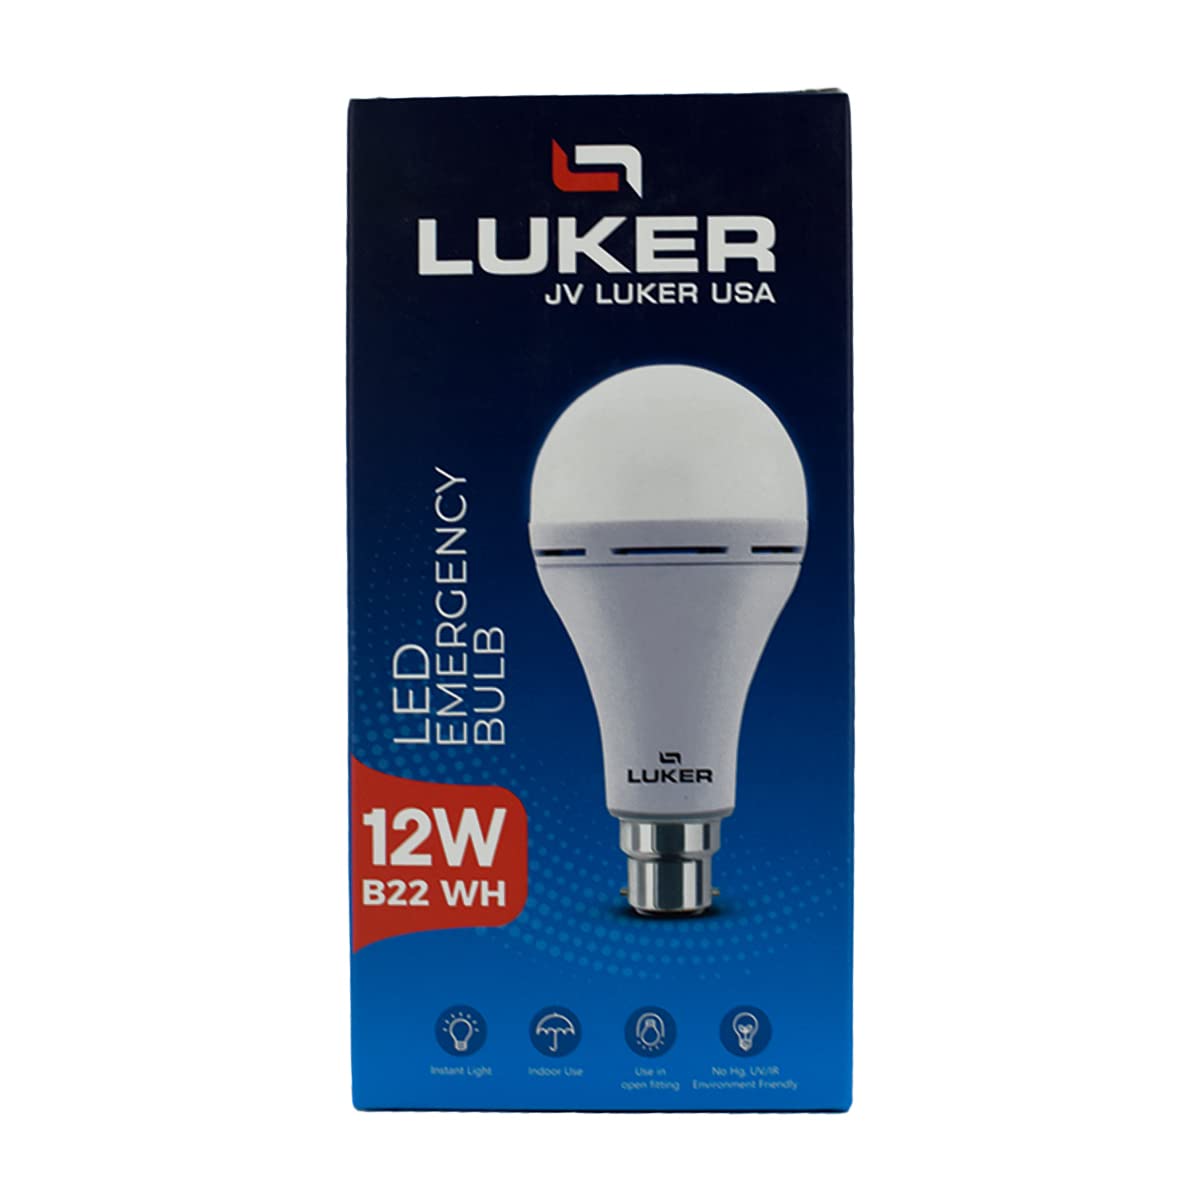 LUKER
JV LUKER USA
LED
EMERGENCY
BULB
LUKER
12W
B22 WH
Instant Light
Indoor Use
Use in
open fitting
No Hg, UV/IR
Environment Friendly